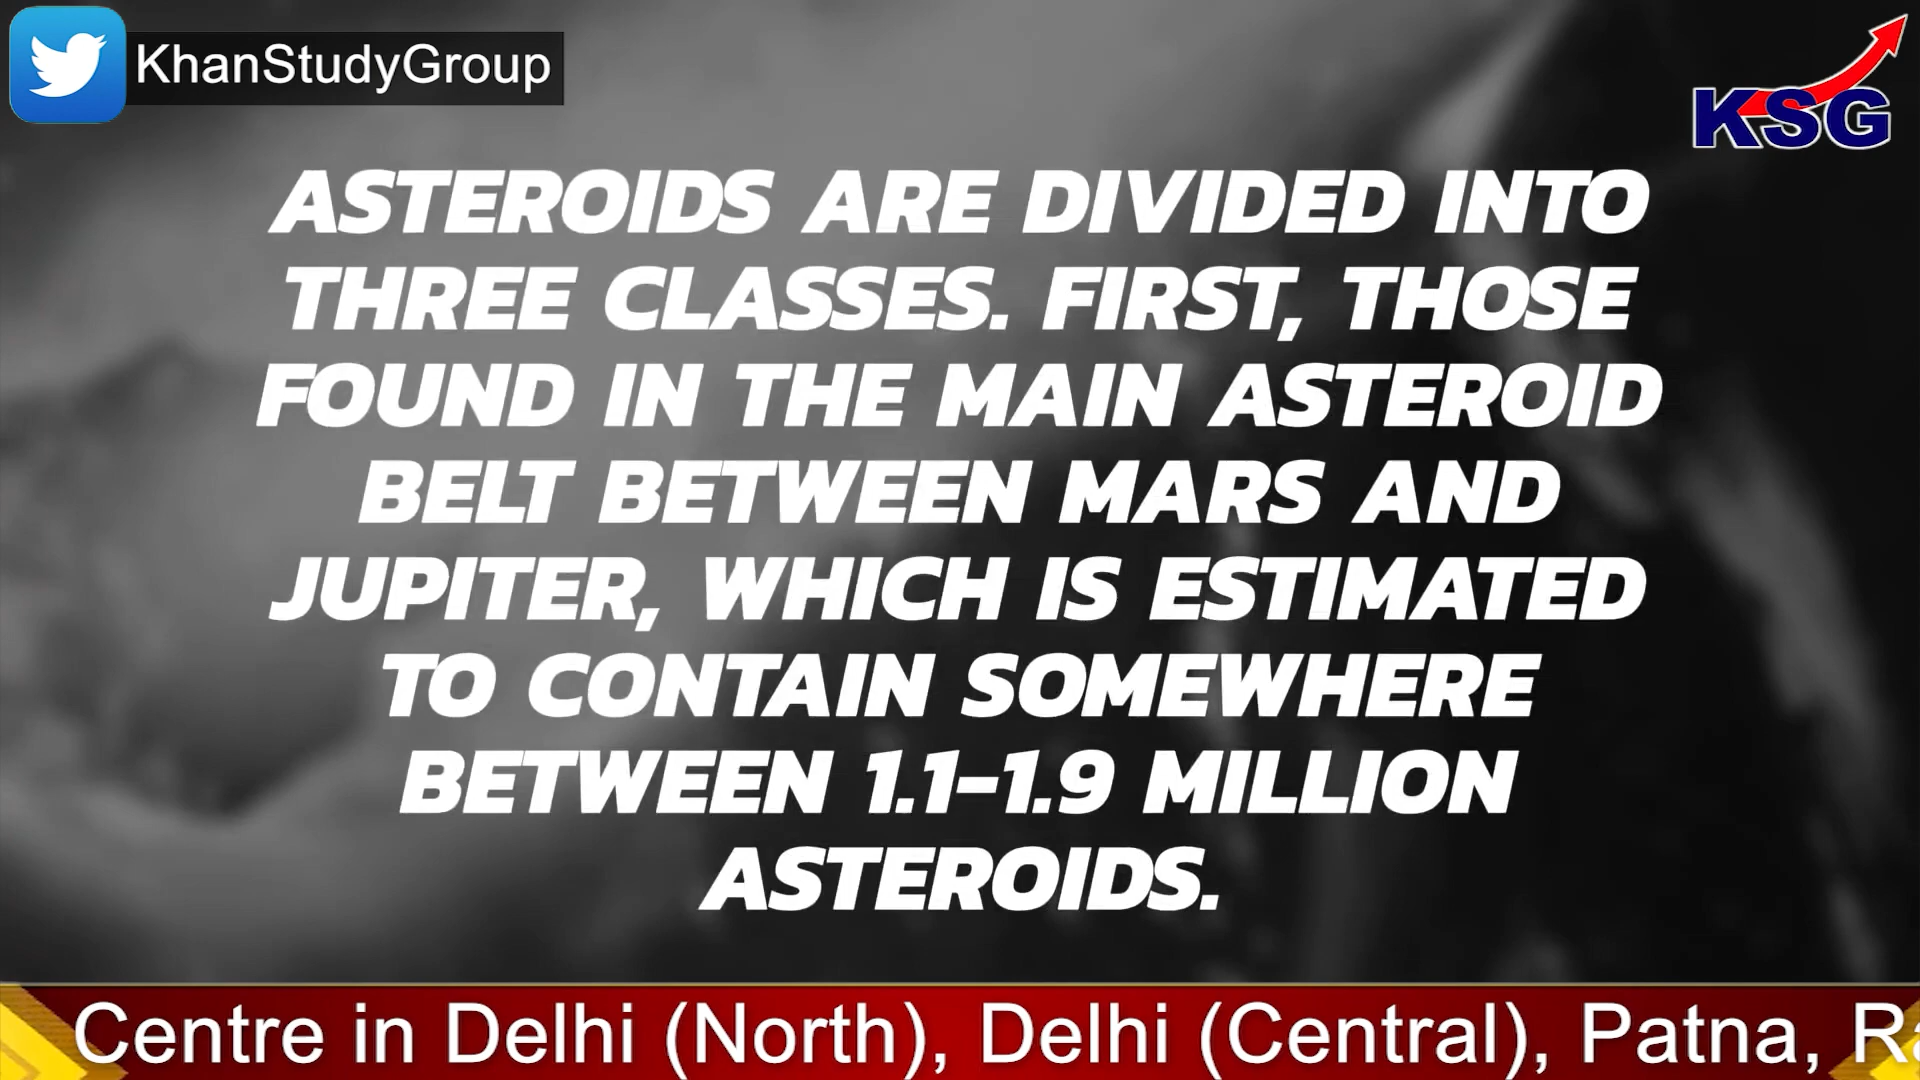 KhanStudyGroup
KSG
ASTEROIDS ARE DIVIDED INTO
THREE CLASSES. FIRST, THOSE
FOUND IN THE MAIN ASTEROID
BELT BETWEEN MARS AND
JUPITER, WHICH IS ESTIMATED
TO CONTAIN SOMEWHERE
BETWEEN 1.1-1.9 MILLION
ASTEROIDS.
Centre in Delhi (North), Delhi (Central), Patna,